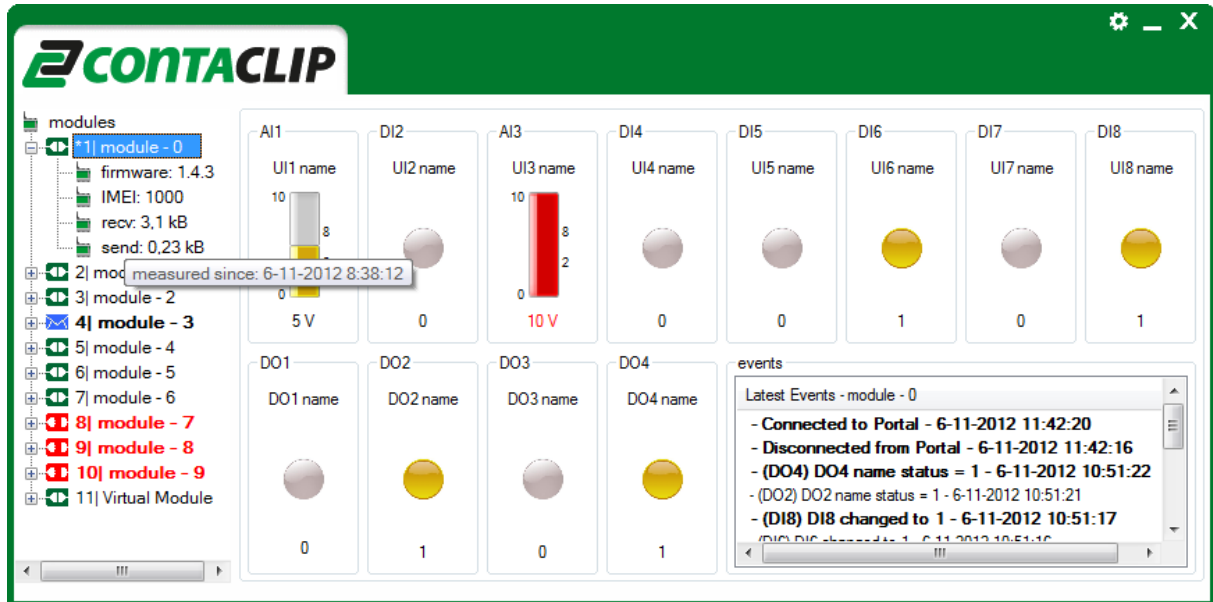 CONTACLIP
X
modules
*1| module - 0
firmware: 1.4.3
IMEI: 1000
recv: 3,1 kB
send: 0,23 kB
measured since: 6-11-2012 8:38:12
2|
3| module - 2
4| module - 3
5| module - 4
6| module - 5
7| module - 6
8| module - 7
9| module - 8
10| module - 9
11| Virtual Module
AI1 DI2 AI3 DI4 DI5 DI6 DI7 DI8
UI1 name UI2 name UI3 name UI4 name UI5 name UI6 name UI7 name UI8 name
10 10
8 8
2
0 0
5 V 0 10 V 0 0 1 0 1
DO1 DO2 DO3 DO4
DO1 name DO2 name DO3 name DO4 name
0 1 0 1
events
Latest Events - module - 0
- Connected to Portal - 6-11-2012 11:42:20
- Disconnected from Portal - 6-11-2012 11:42:16
- (DO4) DO4 name status = 1 - 6-11-2012 10:51:22
- (DO2) DO2 name status = 1 - 6-11-2012 10:51:21
- (DI8) DI8 changed to 1 - 6-11-2012 10:51:17